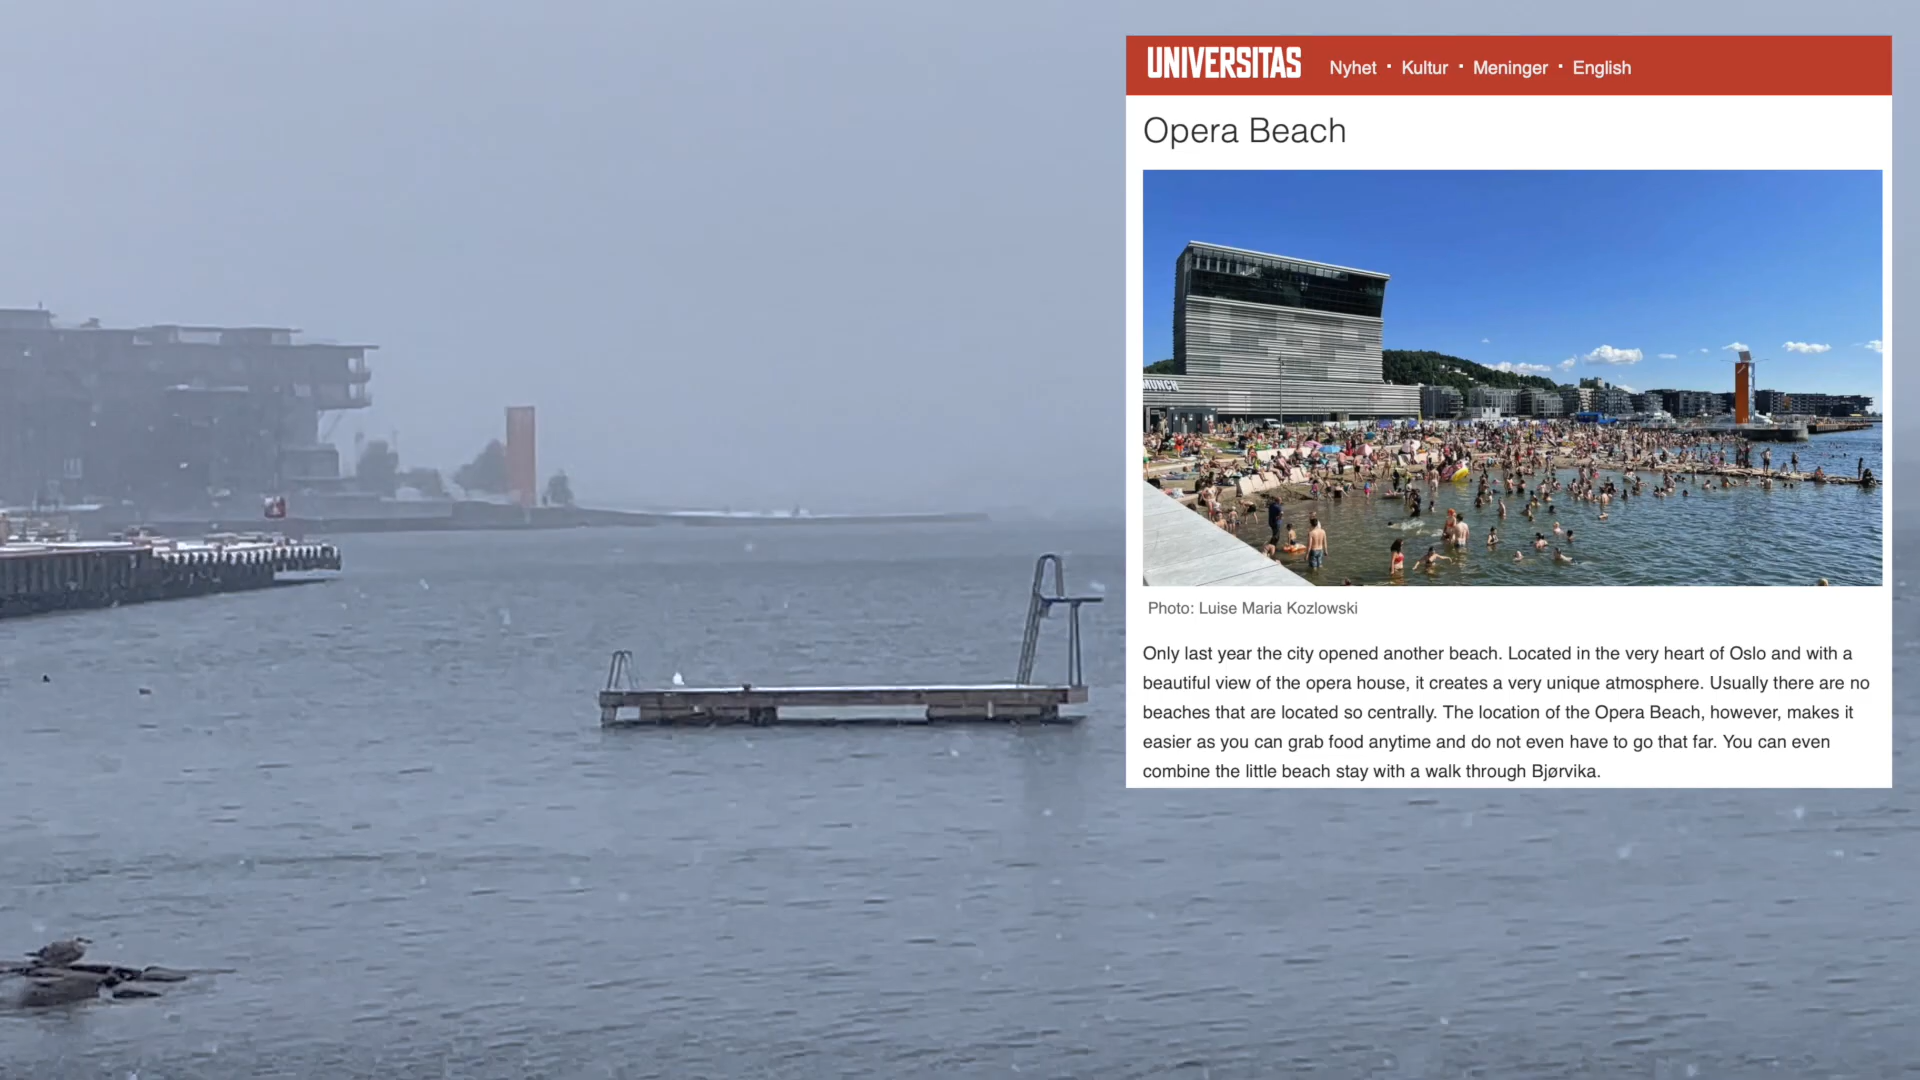 UNIVERSITAS Nyhet · Kultur · Meninger · English
Opera Beach
MUNCH
Photo: Luise Maria Kozlowski
Only last year the city opened another beach. Located in the very heart of Oslo and with a
beautiful view of the opera house, it creates a very unique atmosphere. Usually there are no
beaches that are located so centrally. The location of the Opera Beach, however, makes it
easier as you can grab food anytime and do not even have to go that far. You can even
combine the little beach stay with a walk through Bjørvika.